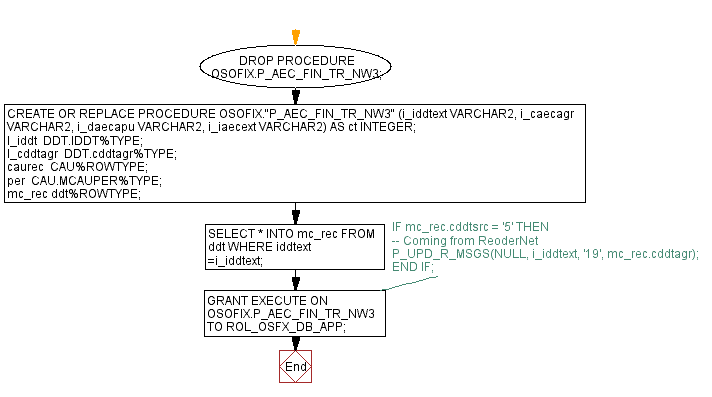 DROP PROCEDURE
OSOFIX.P_AEC_FIN_TR_NW3;
CREATE OR REPLACE PROCEDURE OSOFIX."P_AEC_FIN_TR_NW3" (i_iddtext VARCHAR2, i_caecagr
VARCHAR2, i_daecapu VARCHAR2, i_iaecext VARCHAR2) AS ct INTEGER;
l_iddt DDT.IDDT%TYPE;
l_cddtagr DDT.cddtagr%TYPE;
caurec CAU%ROWTYPE;
per CAU.MCAUPER%TYPE;
mc_rec ddt%ROWTYPE;
SELECT * INTO mc_rec FROM
ddt WHERE iddtext
=i_iddtext;
IF mc_rec.cddtsrc = '5' THEN
-- Coming from ReoderNet
P_UPD_R_MSGS(NULL, i_iddtext, '19', mc_rec.cddtagr);
END IF;
GRANT EXECUTE ON
OSOFIX.P_AEC_FIN_TR_NW3
TO ROL_OSFX_DB_APP;
End